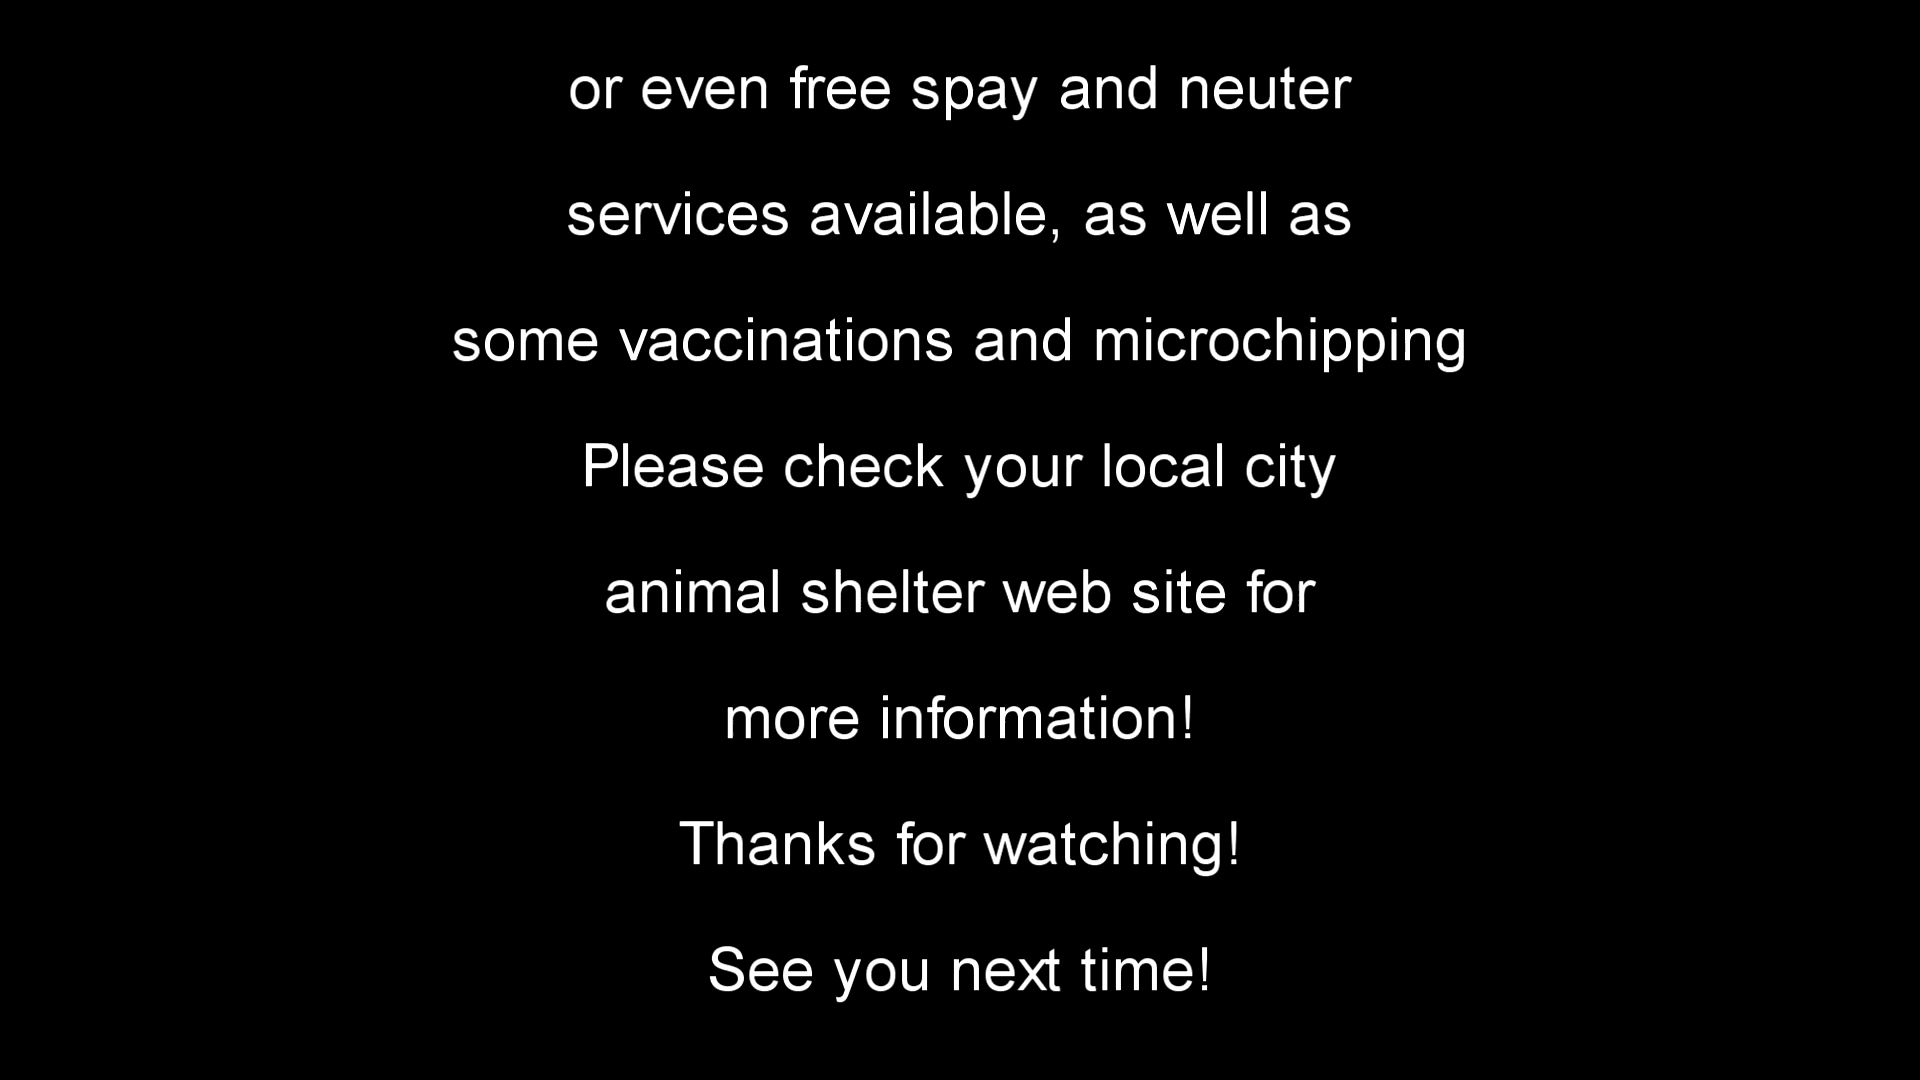 or even free spay and neuter
services available, as well as
some vaccinations and microchipping
Please check your local city
animal shelter web site for
more information!
Thanks for watching!
See you next time!